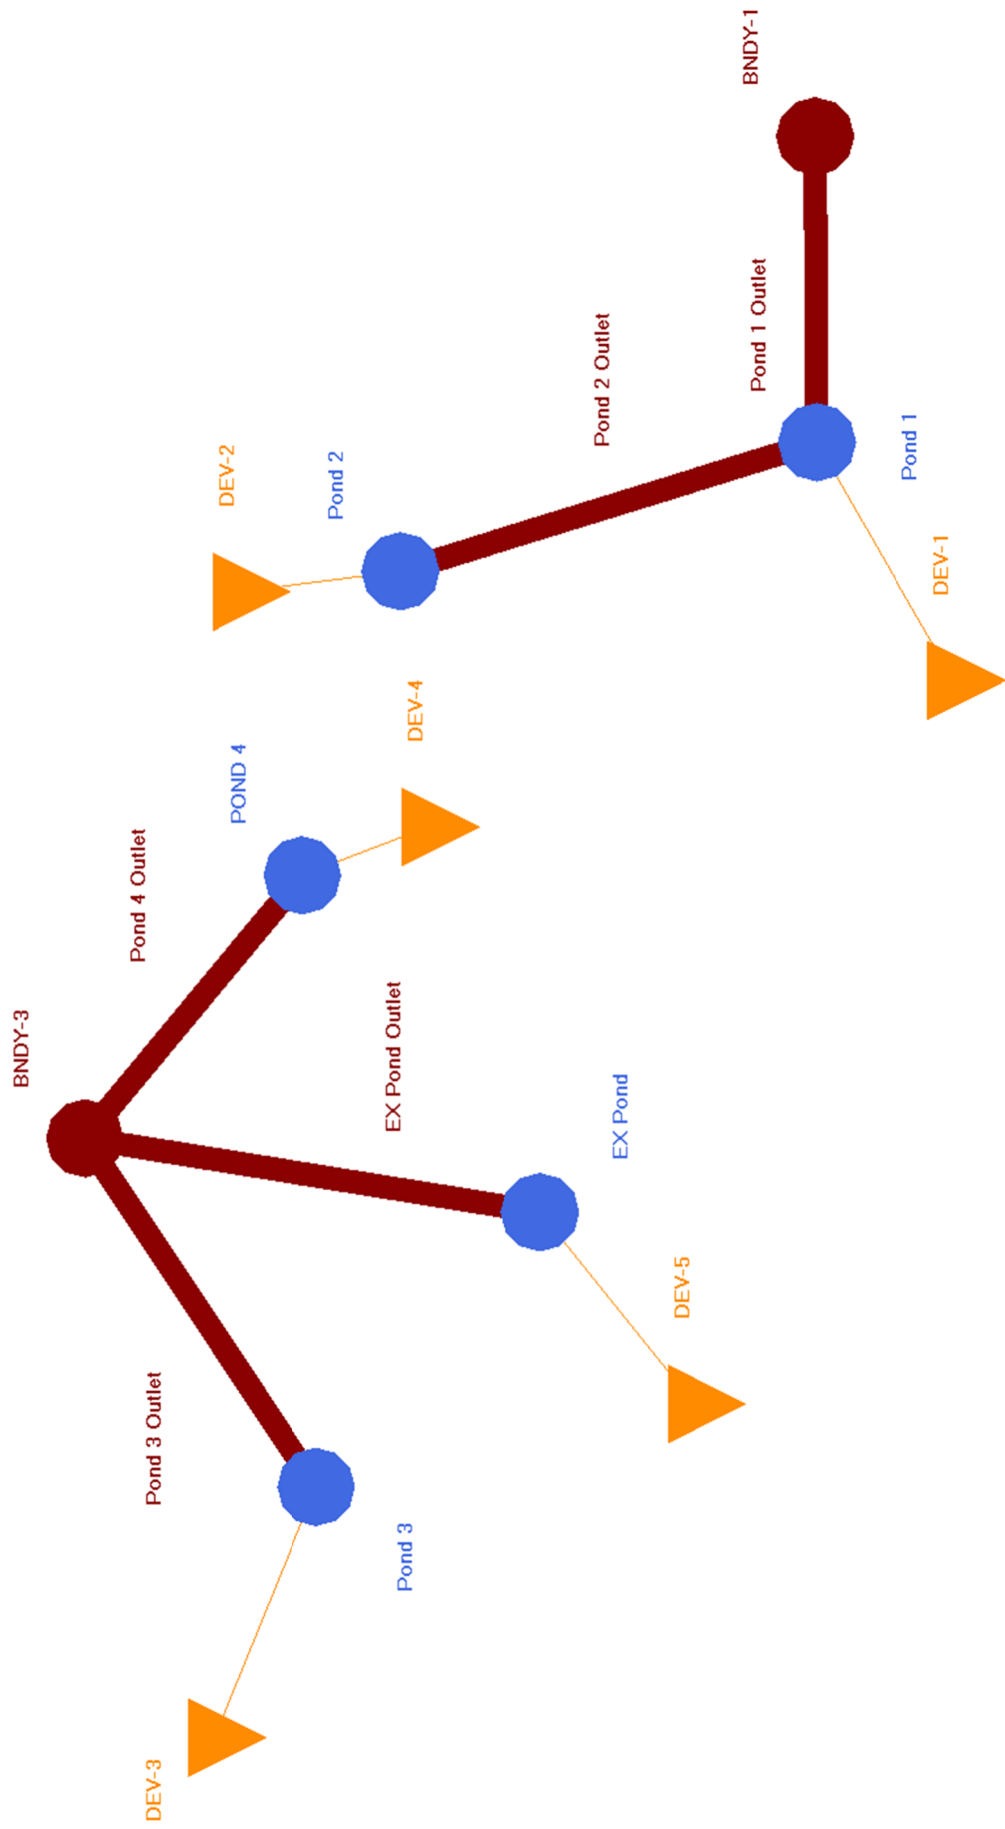 BNDY-3
Pond 4 Outlet
Pond 3 Outlet
DEV-3
DEV-2
POND 4
Pond 2
EX Pond Outlet
Pond 3
DEV-4
Pond 2 Outlet
EX Pond
DEV-5
BNDY-1
Pond 1 Outlet
Pond 1
DEV-1